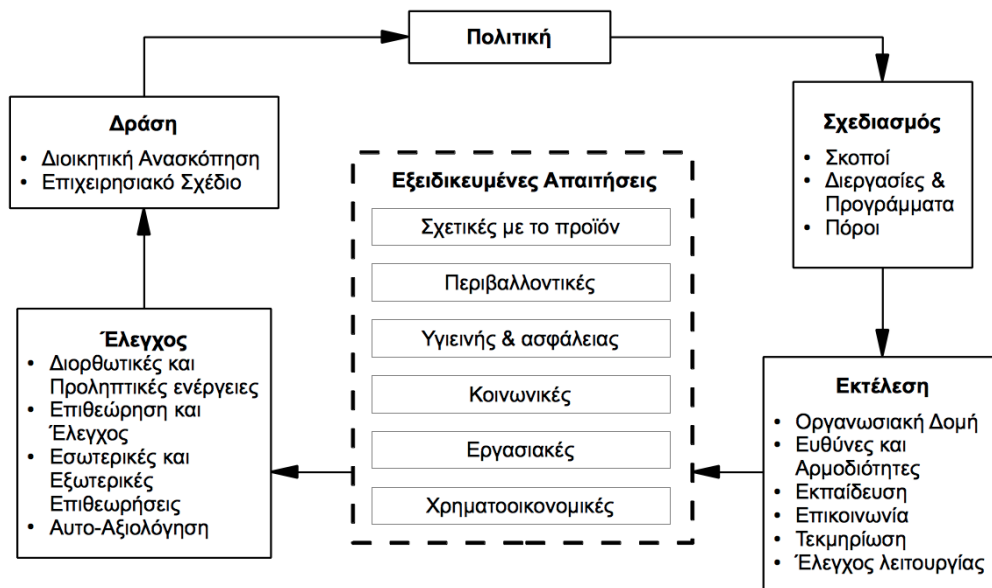 Πολιτική
Σχεδιασμός
• Σκοποί
• Διεργασίες &
Προγράμματα
• Πόροι
Εκτέλεση
• Οργανωσιακή Δομή
• Ευθύνες και
Αρμοδιότητες
• Εκπαίδευση
• Επικοινωνία
• Τεκμηρίωση
• Έλεγχος λειτουργίας
Εξειδικευμένες Απαιτήσεις
Σχετικές με το προϊόν
Περιβαλλοντικές
Υγιεινής & ασφάλειας
Κοινωνικές
Εργασιακές
Χρηματοοικονομικές
Έλεγχος
• Διορθωτικές και
Προληπτικές ενέργειες
• Επιθεώρηση και
Έλεγχος
• Εσωτερικές και
Εξωτερικές
Επιθεωρήσεις
• Αυτο-Αξιολόγηση
Δράση
• Διοικητική Ανασκόπηση
• Επιχειρησιακό Σχέδιο